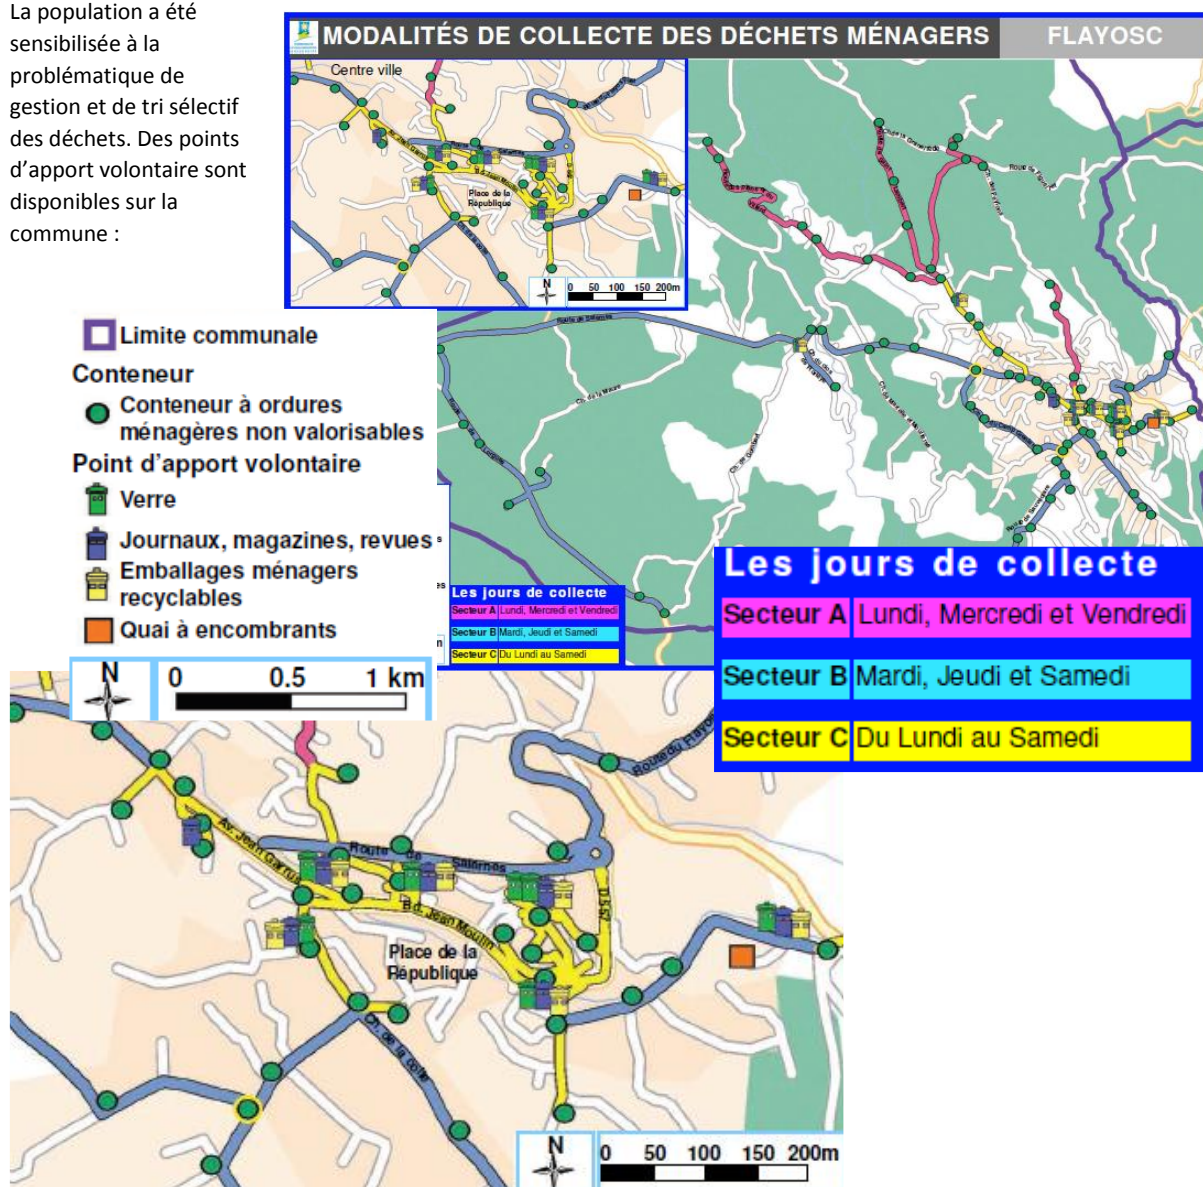 La population a été
sensibilisée à la
problématique de
gestion et de tri sélectif
des déchets. Des points
d'apport volontaire sont
disponibles sur la
commune :
MODALITÉS DE COLLECTE DES DÉCHETS MÉNAGERS
FLAYOSC
Centre ville
Place de la
République
N
0 50 100 150 200m
Route de Salernes
Limite communale
Conteneur
Conteneur à ordures
ménagères non valorisables
Point d'apport volontaire
Verre
Journaux, magazines, revues
Emballages ménagers
recyclables
Quai à encombrants
N
0 0.5 1 km
Les jours de collecte
Secteur A Lundi, Mercredi et Vendredi
Secteur B Mardi, Jeudi et Samedi
Secteur C Du Lundi au Samedi
Les jours de collecte
Secteur A Lundi, Mercredi et Vendredi
Secteur B Mardi, Jeudi et Samedi
Secteur C Du Lundi au Samedi
Av. Jean Garrus
Route de Salernes
Bd. Jean Moulin
D 557
Place de la
République
Ch. de la colle
N
0 50 100 150 200m